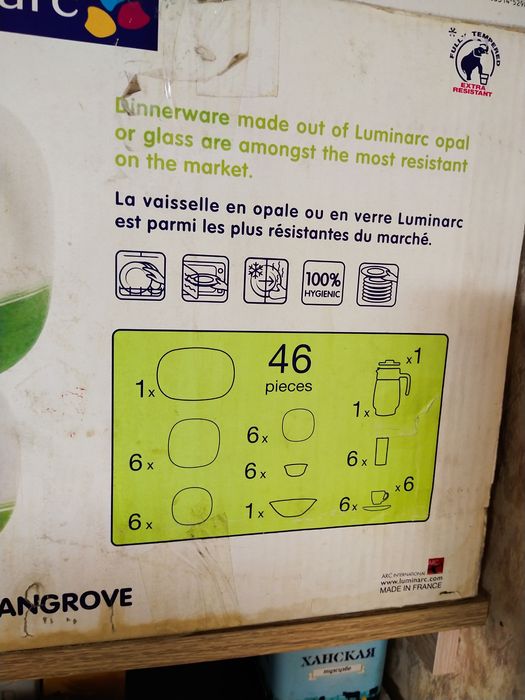 FULLY TEMPERED
EXTRA
RESISTANT
Dinnerware made out of Luminarc opal
or glass are amongst the most resistant
on the market.
La vaisselle en opale ou en verre Luminarc
est parmi les plus résistantes du marché.
100%
HYGIENIC
46
pieces
1x
x1
1x
6x
6x
6x
6x
6x
1x
6x
x6
ANGROVE
ARC INTERNATIONAL
www.luminarc.com
MADE IN FRANCE
ХАНСКАЯ